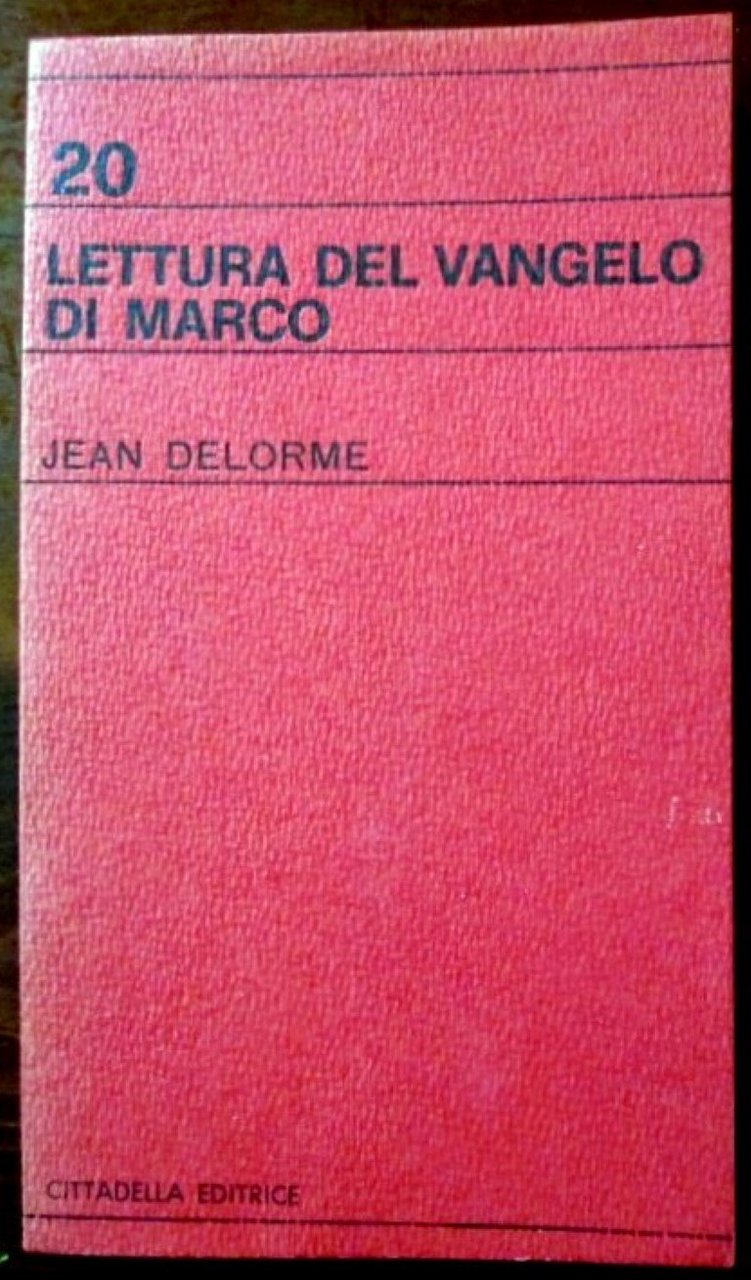 20
LETTURA DEL VANGELO
DI MARCO
JEAN DELORME
CITTADELLA EDITRICE